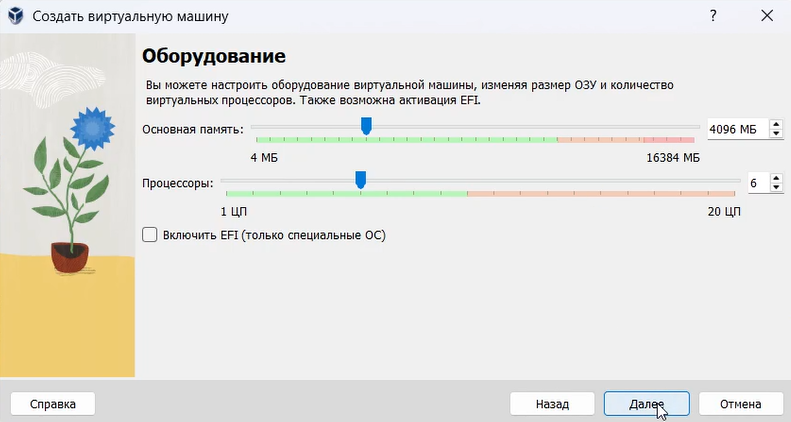 Создать виртуальную машину
?
Оборудование
Вы можете настроить оборудование виртуальной машины, изменяя размер ОЗУ и количество
виртуальных процессоров. Также возможна активация EFI.
Основная память:
4096 МБ
4 МБ
16384 МБ
Процессоры:
6
1 ЦП
20 ЦП
Включить EFI (только специальные ОС)
Справка
Назад
Далее
Отмена